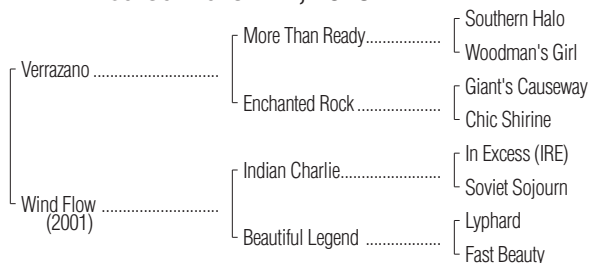 Southern Halo
More Than Ready....................
Woodman's Girl
Verrazano ..................................
Giant's Causeway
Enchanted Rock ......................
Chic Shirine
In Excess (IRE)
Indian Charlie...........................
Soviet Sojourn
Wind Flow ................................
(2001)
Lyphard
Beautiful Legend ....................
Fast Beauty